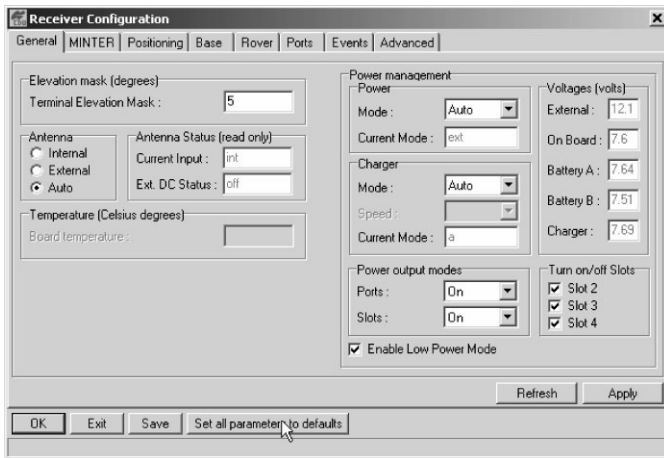 Receiver Configuration
General MINTER Positioning Base Rover Ports Events Advanced
Elevation mask (degrees)
Terminal Elevation Mask : 5
Antenna
Internal
External
Auto
Antenna Status (read only)
Current Input : int
Ext. DC Status : off
Temperature (Celsius degrees)
Board temperature :
Power management
Power
Mode : Auto
Current Mode : ext
Charger
Mode : Auto
Speed :
Current Mode : a
Power output modes
Ports : On
Slots : On
Voltages (volts)
External : 12.1
On Board : 7.6
Battery A : 7.64
Battery B : 7.51
Charger : 7.69
Turn on/off Slots
Slot 2
Slot 3
Slot 4
Enable Low Power Mode
Refresh Apply
OK Exit Save Set all parameters to defaults